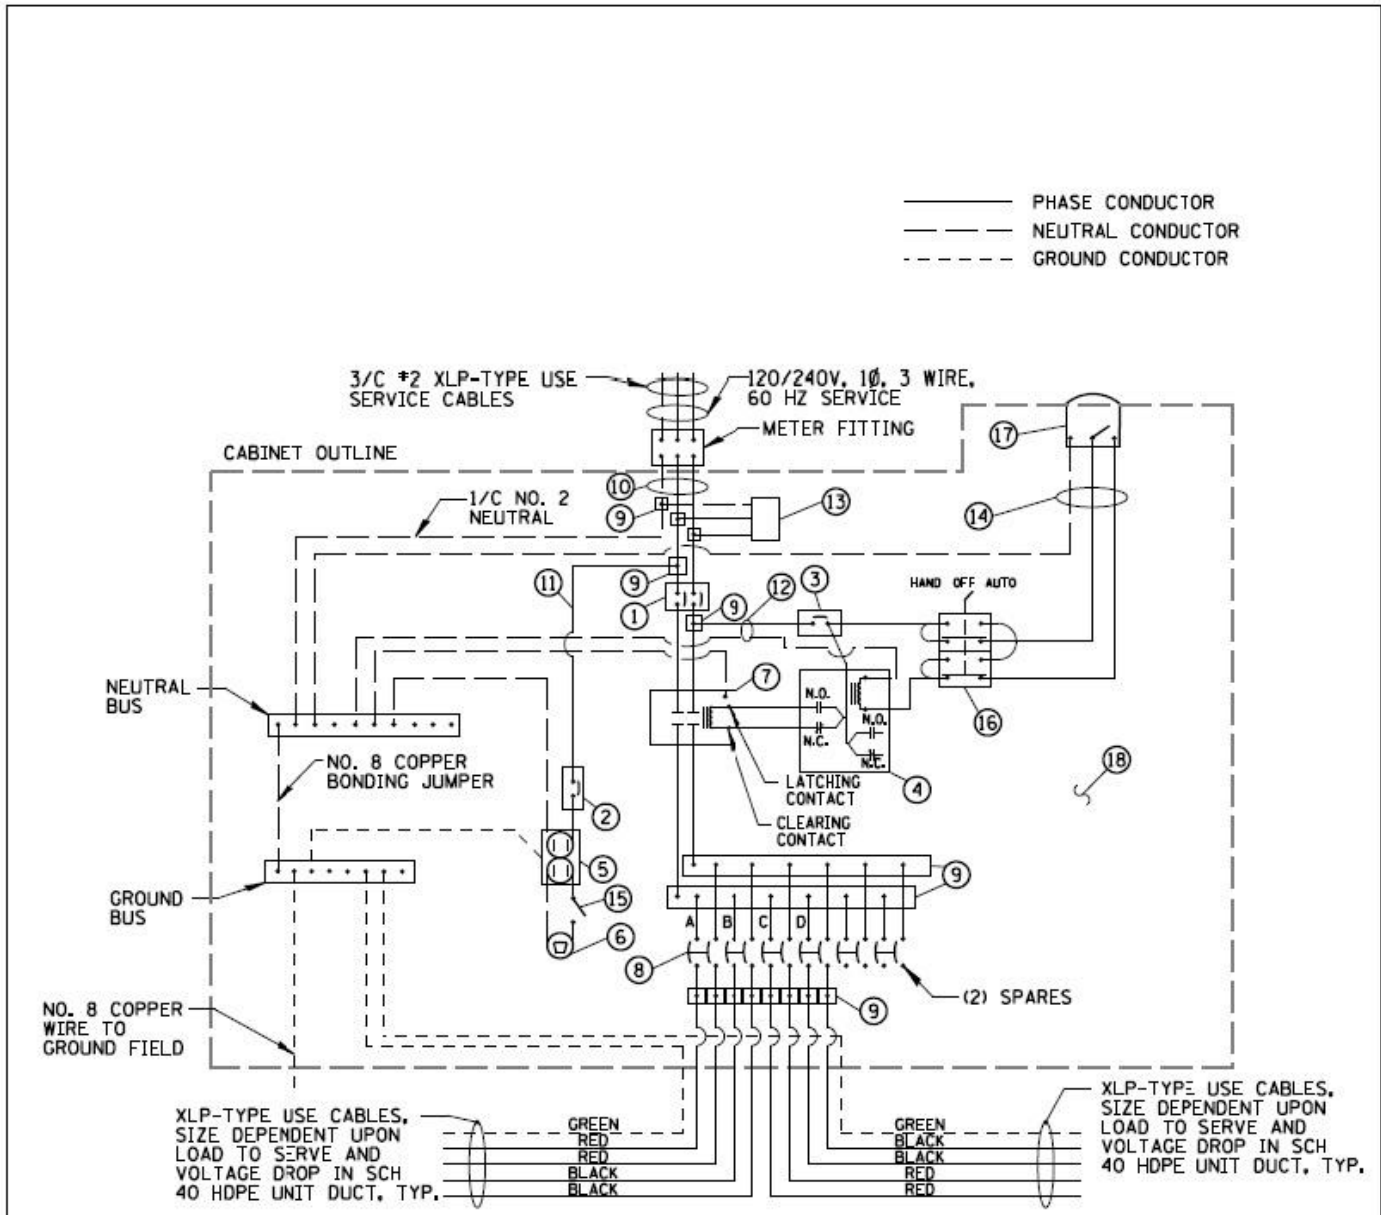 PHASE CONDUCTOR
NEUTRAL CONDUCTOR
GROUND CONDUCTOR
3/C #2 XLP-TYPE USE
SERVICE CABLES
120/240V, 1Ø, 3 WIRE,
60 HZ SERVICE
METER FITTING
17
CABINET OUTLINE
10
13
1/C NO. 2
NEUTRAL
9
14
9
11
12
3
HAND OFF AUTO
1
9
NEUTRAL
BUS
7
N.O.
N.O.
16
N.C.
N.C.
NO. 8 COPPER
BONDING JUMPER
LATCHING
CONTACT
4
18
2
CLEARING
CONTACT
5
9
GROUND
BUS
15
A
B
C
D
6
8
(2) SPARES
9
NO. 8 COPPER
WIRE TO
GROUND FIELD
XLP-TYPE USE CABLES,
SIZE DEPENDENT UPON
LOAD TO SERVE AND
VOLTAGE DROP IN SCH
40 HDPE UNIT DUCT, TYP.
GREEN
RED
RED
BLACK
BLACK
GREEN
BLACK
BLACK
RED
RED
XLP-TYPE USE CABLES,
SIZE DEPENDENT UPON
LOAD TO SERVE AND
VOLTAGE DROP IN SCH
40 HDPE UNIT DUCT, TYP.